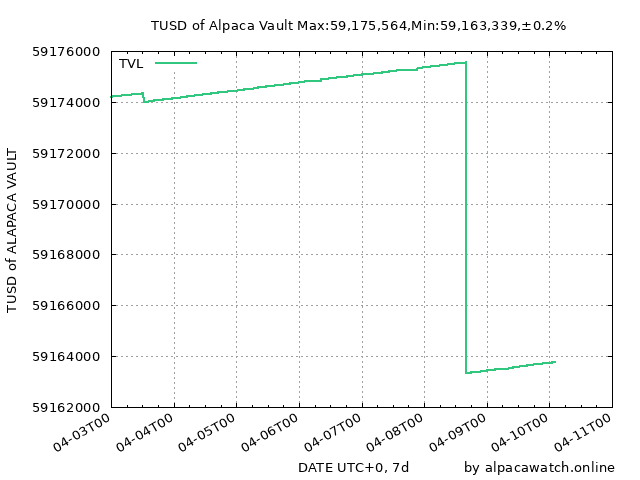 TUSD of Alpaca Vault Max:59,175,564,Min:59,163,339,±0.2%
TUSD of ALAPACA VAULT
TVL
59176000
59174000
59172000
59170000
59168000
59166000
59164000
59162000
04-03T00
04-04T00
04-05T00
04-06T00
04-07T00
04-08T00
04-09T00
04-10T00
04-11T00
DATE UTC+0, 7d
by alpacawatch.online